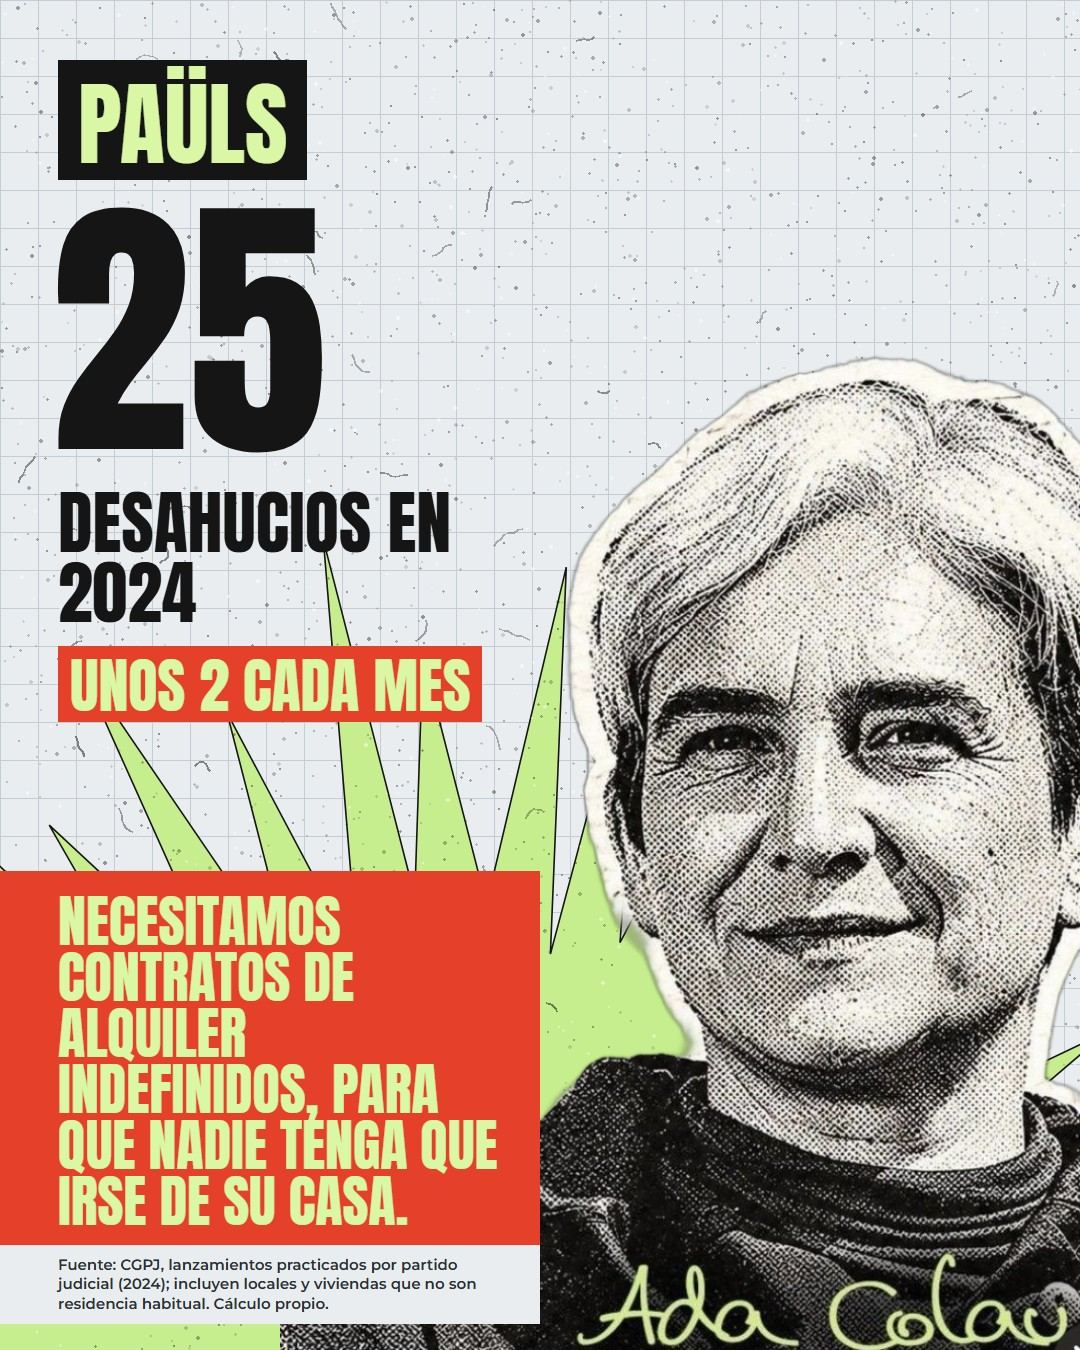 PAÜLS
25
DESAHUCIOS EN
2024
UNOS 2 CADA MES
NECESITAMOS
CONTRATOS DE
ALQUILER
INDEFINIDOS, PARA
QUE NADIE TENGA QUE
IRSE DE SU CASA.
Fuente: CGPJ, lanzamientos practicados por partido
judicial (2024); incluyen locales y viviendas que no son
residencia habitual. Cálculo propio.
Ada Colau